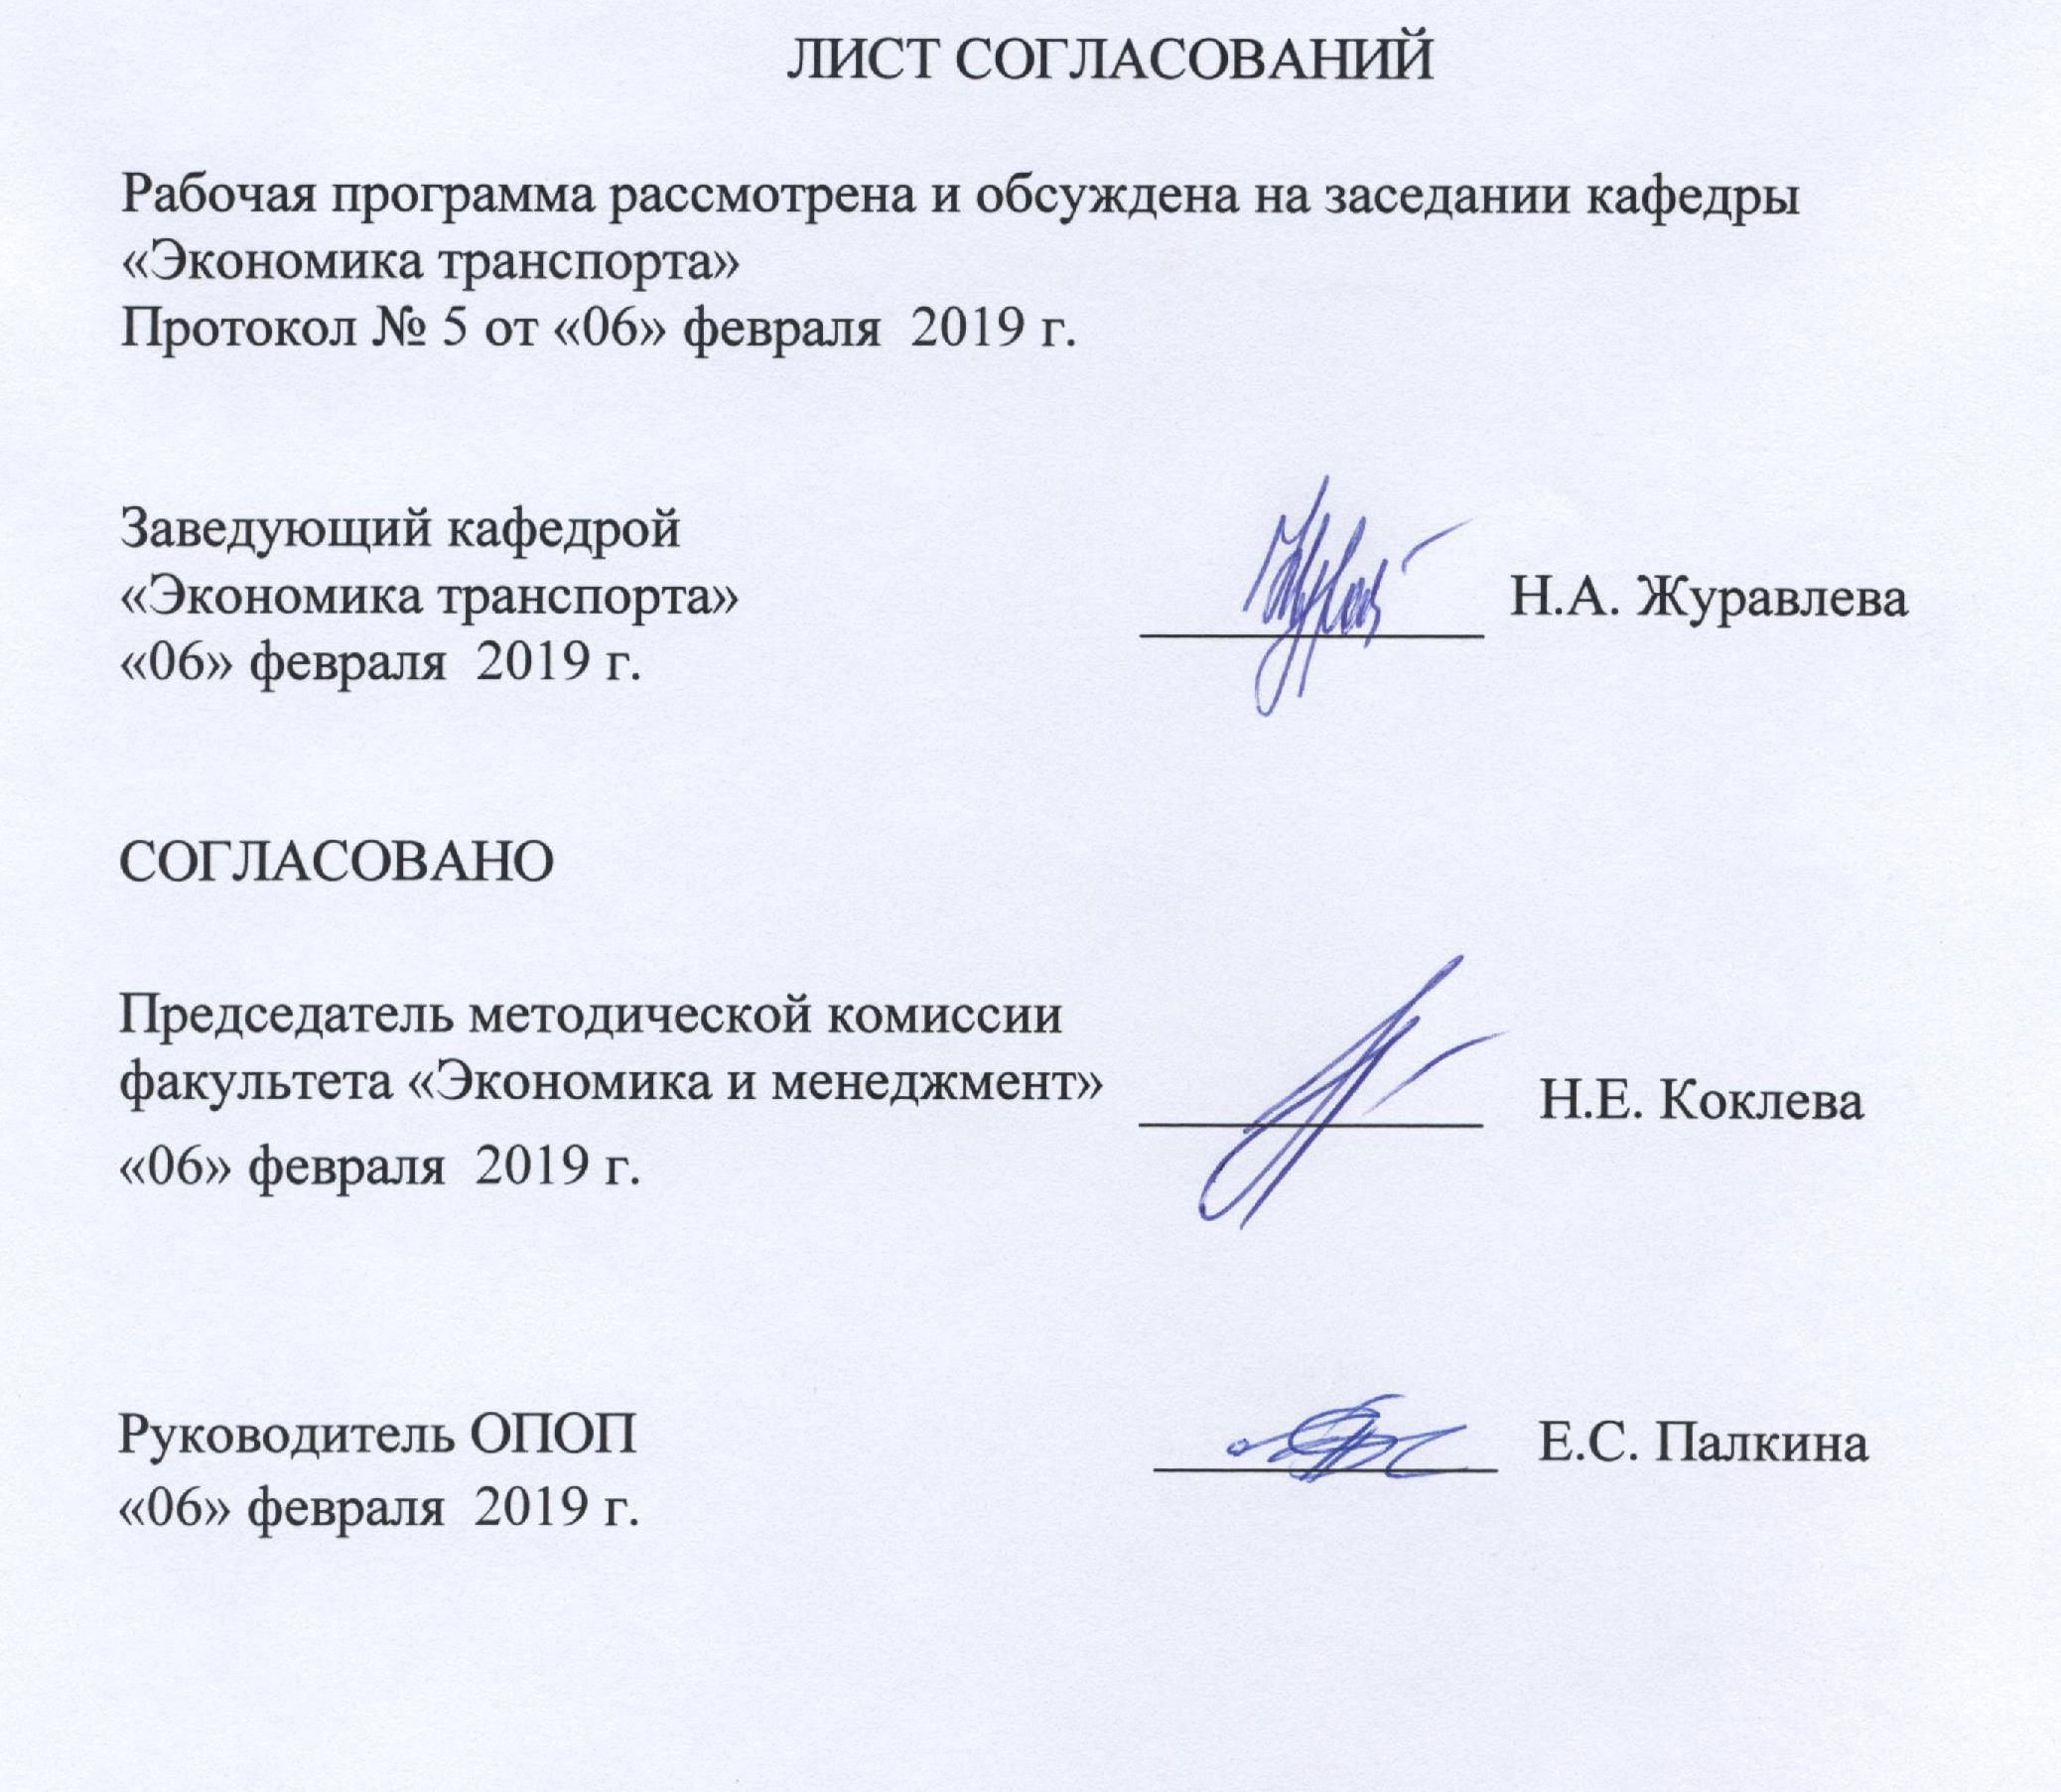 ЛИСТ СОГЛАСОВАНИЙ
Рабочая программа рассмотрена и обсуждена на заседании кафедры
«Экономика транспорта»
Протокол № 5 от «06» февраля 2019 г.
Заведующий кафедрой
«Экономика транспорта»
Н.А. Журавлева
«06» февраля 2019 г.
СОГЛАСОВАНО
Председатель методической комиссии
факультета «Экономика и менеджмент»
Н.Е. Коклева
«06» февраля 2019 г.
Руководитель ОПОП
Е.С. Палкина
«06» февраля 2019 г.